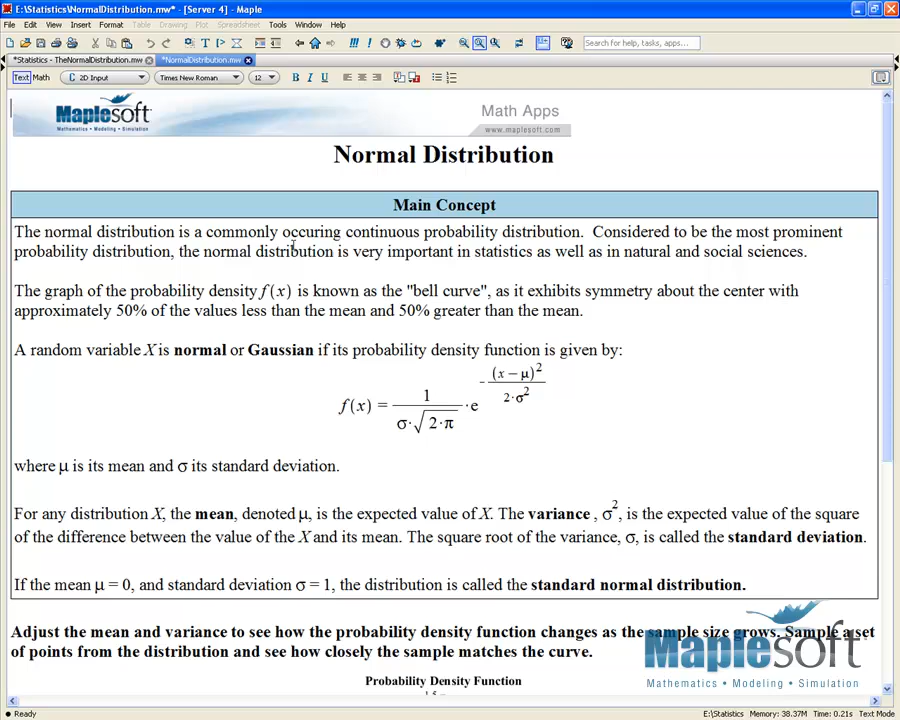 E:\Statistics\NormalDistribution.mw* - [Server 4] - Maple
File Edit View Insert Format Table Drawing Plot Spreadsheet Tools Window Help
Search for help, tasks, apps...
*Statistics - TheNormalDistribution.mw *NormalDistribution.mw
Text Math C 2D Input Times New Roman 12 B I U
Maplesoft
Mathematics • Modeling • Simulation
Math Apps
www.maplesoft.com
Normal Distribution
Main Concept
The normal distribution is a commonly occuring continuous probability distribution. Considered to be the most prominent
probability distribution, the normal distribution is very important in statistics as well as in natural and social sciences.
The graph of the probability density f(x) is known as the "bell curve", as it exhibits symmetry about the center with
approximately 50% of the values less than the mean and 50% greater than the mean.
A random variable X is normal or Gaussian if its probability density function is given by:
f(x) = 1/(σ·√(2·π)) · e^(-(x − μ)²/(2·σ²))
where μ is its mean and σ its standard deviation.
For any distribution X, the mean, denoted μ, is the expected value of X. The variance , σ², is the expected value of the square
of the difference between the value of the X and its mean. The square root of the variance, σ, is called the standard deviation.
If the mean μ = 0, and standard deviation σ = 1, the distribution is called the standard normal distribution.
Adjust the mean and variance to see how the probability density function changes as the sample size grows. Sample a set
of points from the distribution and see how closely the sample matches the curve.
Probability Density Function
Maplesoft
Mathematics • Modeling • Simulation
Ready E:\Statistics Memory: 38.37M Time: 0.21s Text Mode